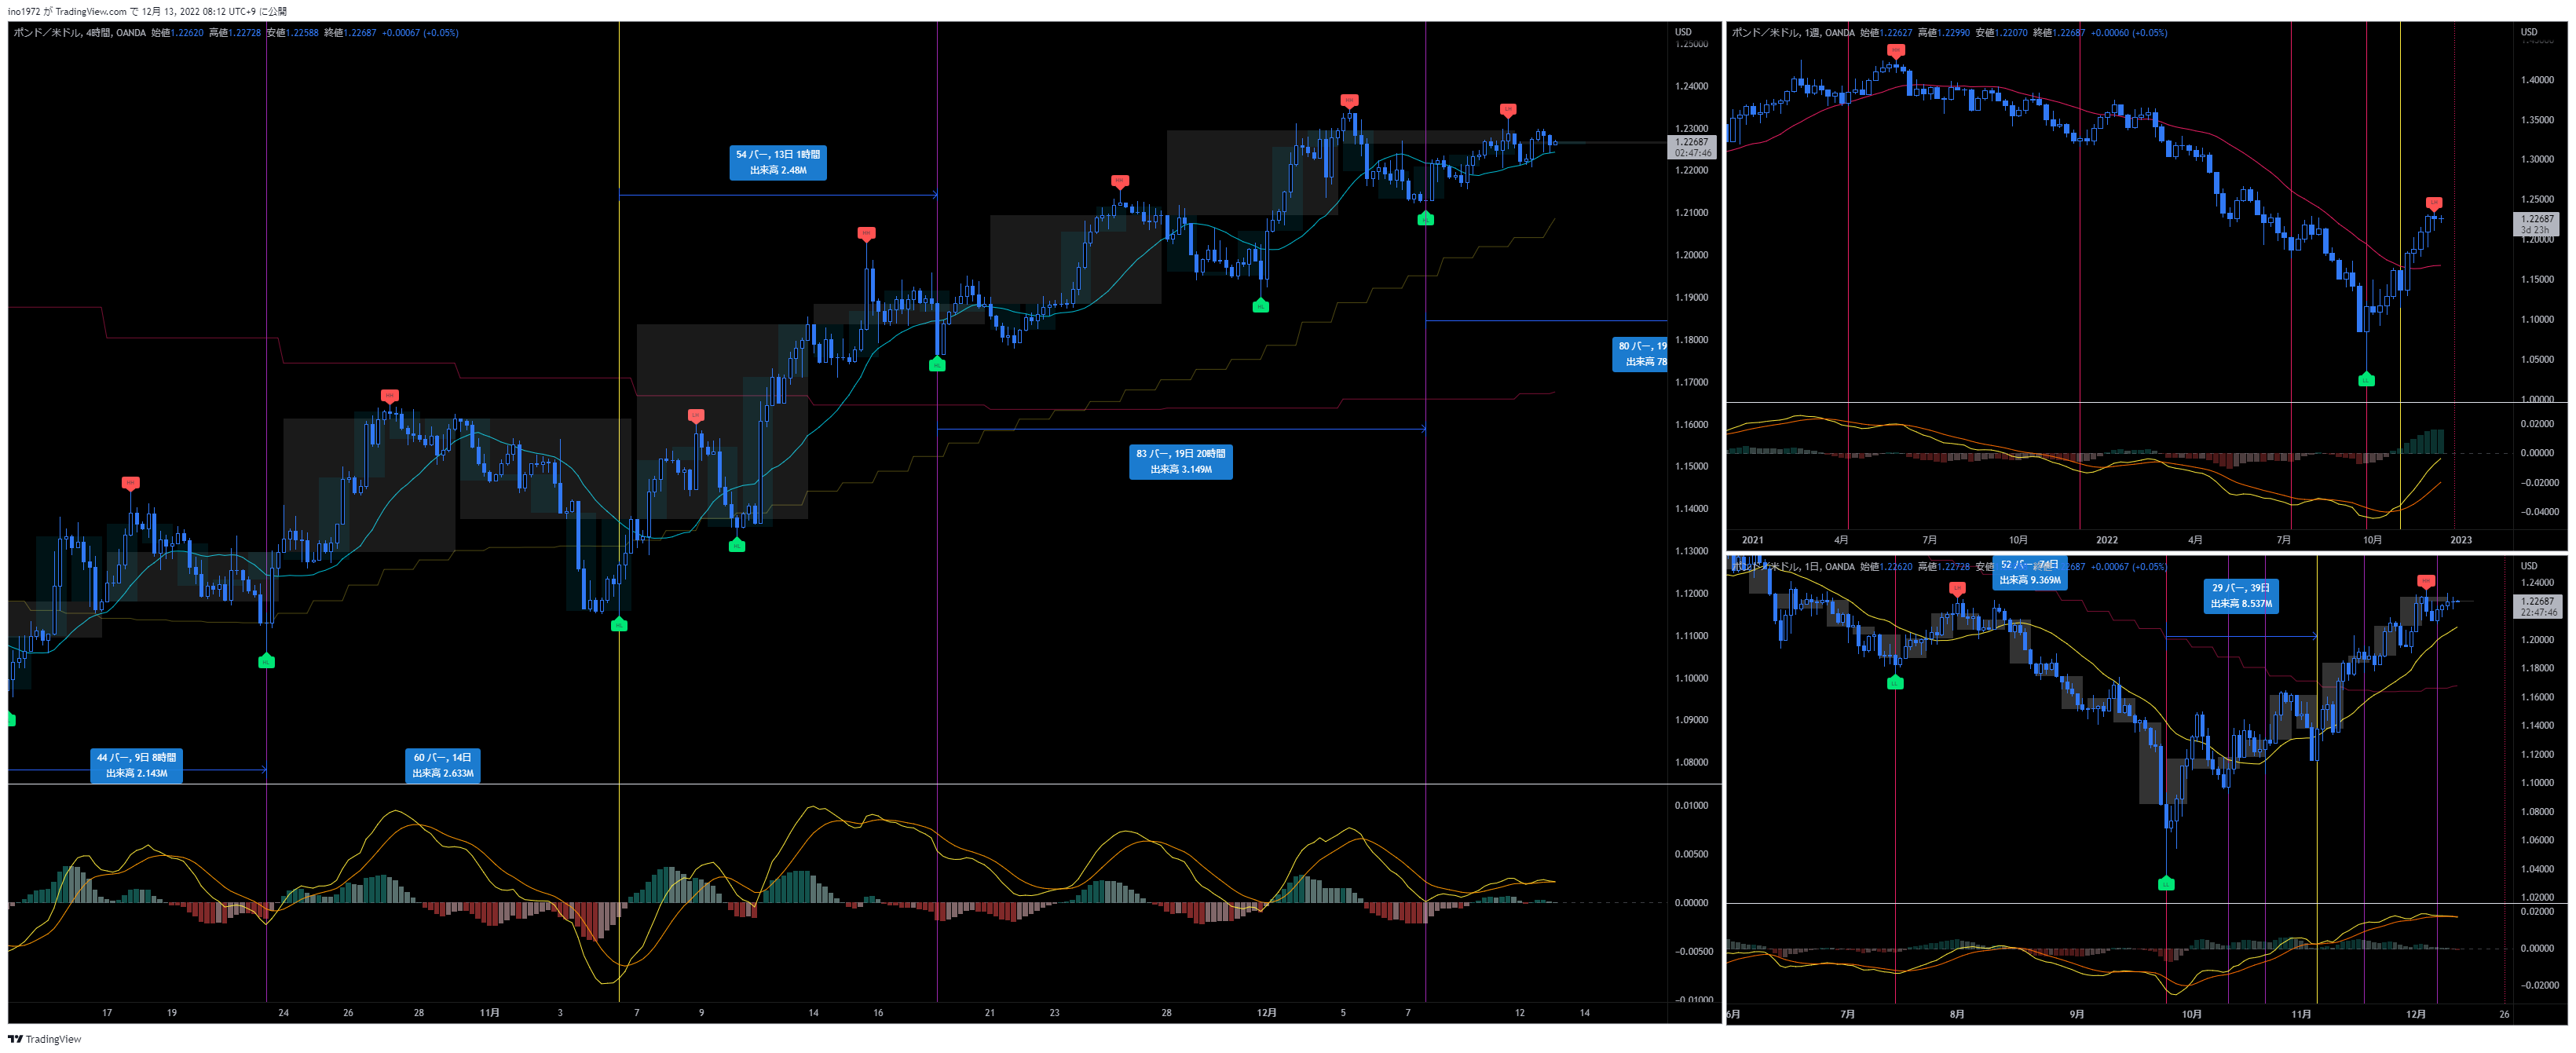 ino1972 が TradingView.com で 12月 13, 2022 08:12 UTC+9 に公開
ポンド／米ドル, 4時間, OANDA 始値1.22620 高値1.22728 安値1.22588 終値1.22687 +0.00067 (+0.05%)
USD
1.25000
1.24000
1.23000
1.22687
02:47:46
1.22000
1.21000
1.20000
1.19000
1.18000
1.17000
1.16000
1.15000
1.14000
1.13000
1.12000
1.11000
1.10000
1.09000
1.08000
54 バー, 13日 1時間
出来高 2.48M
83 バー, 19日 20時間
出来高 3.149M
80 バー, 19
出来高 78
44 バー, 9日 8時間
出来高 2.143M
60 バー, 14日
出来高 2.633M
HH
HH
LH
HH
HH
HH
LH
HL
HL
HL
HL
HL
0.01000
0.00500
0.00000
−0.00500
−0.01000
17
19
24
26
28
11月
3
7
9
14
16
21
23
28
12月
5
7
12
14
ポンド／米ドル, 1週, OANDA 始値1.22627 高値1.22990 安値1.22070 終値1.22687 +0.00060 (+0.05%)
USD
1.40000
1.35000
1.30000
1.25000
1.22687
3d 23h
1.20000
1.15000
1.10000
1.05000
1.00000
LL
0.02000
0.00000
−0.02000
−0.04000
2021
4月
7月
10月
2022
4月
7月
10月
2023
ポンド／米ドル, 1日, OANDA 始値1.22620 高値1.22728 安値 2687 +0.00067 (+0.05%)
USD
52 バー, 74日
出来高 9.369M
29 バー, 39日
出来高 8.537M
1.24000
1.22687
22:47:46
1.20000
1.18000
1.16000
1.14000
1.12000
1.10000
1.08000
1.06000
1.04000
1.02000
LH
HH
LL
LL
0.02000
0.00000
−0.02000
6月
7月
8月
9月
10月
11月
12月
26
TradingView